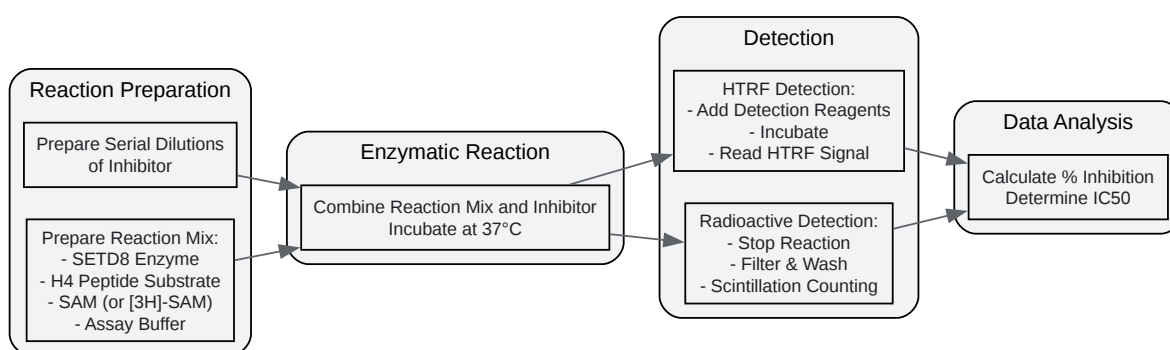 Reaction Preparation
Prepare Serial Dilutions
of Inhibitor
Prepare Reaction Mix:
- SETD8 Enzyme
- H4 Peptide Substrate
- SAM (or [3H]-SAM)
- Assay Buffer
Enzymatic Reaction
Combine Reaction Mix and Inhibitor
Incubate at 37°C
Detection
HTRF Detection:
- Add Detection Reagents
- Incubate
- Read HTRF Signal
Radioactive Detection:
- Stop Reaction
- Filter & Wash
- Scintillation Counting
Data Analysis
Calculate % Inhibition
Determine IC50